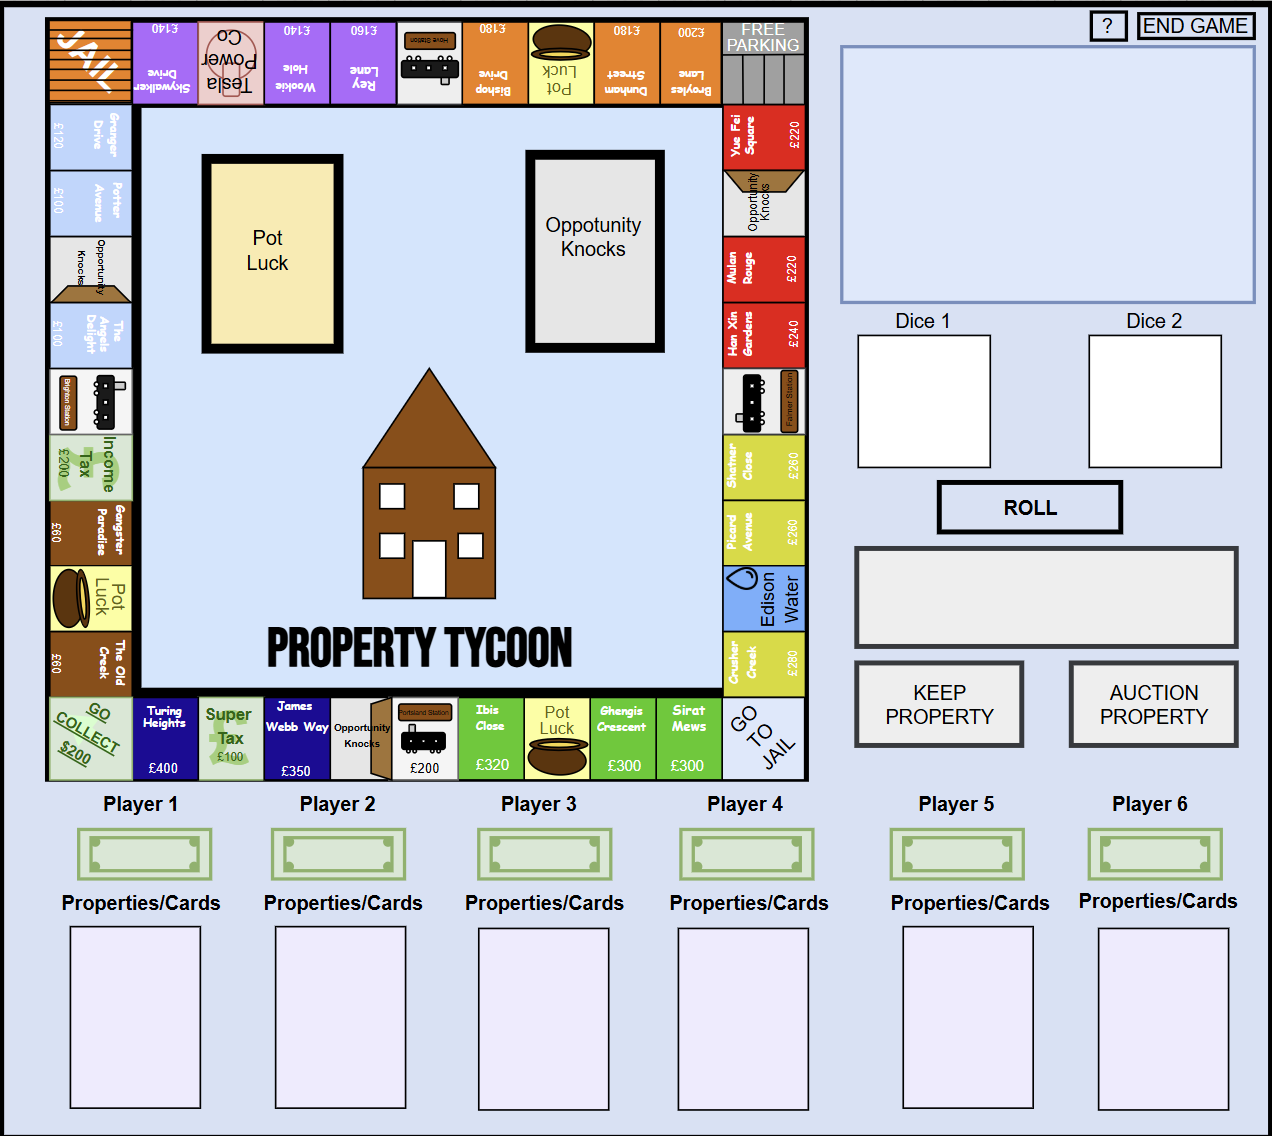 ?
END GAME
JAIL
£140
Skywalker
Drive
Tesla
Power
Co
£140
Wookie
Hole
£160
Rey
Lane
Hove Station
£180
Bishop
Drive
Pot
Luck
£180
Dunham
Street
£200
Broyles
Lane
FREE
PARKING
Granger
Drive
£120
Potter
Avenue
£100
Opportunity
Knocks
The
Angels
Delight
£100
Brighton Station
Income
Tax
£200
Gangster
Paradise
£60
Pot
Luck
The Old
Creek
£60
Pot
Luck
Oppotunity
Knocks
PROPERTY TYCOON
Yue Fei
Square
£220
Opportunity
Knocks
Mulan
Rouge
£220
Han Xin
Gardens
£240
Falmer Station
Shatner
Close
£260
Picard
Avenue
£260
Edison
Water
Crusher
Creek
£280
GO
COLLECT
$200
Turing
Heights
£400
Super
Tax
£100
James
Webb Way
£350
Opportunity
Knocks
Portslend Station
£200
Ibis
Close
£320
Pot
Luck
Ghengis
Crescent
£300
Sirat
Mews
£300
GO
TO
JAIL
Dice 1
Dice 2
ROLL
KEEP
PROPERTY
AUCTION
PROPERTY
Player 1
Player 2
Player 3
Player 4
Player 5
Player 6
Properties/Cards
Properties/Cards
Properties/Cards
Properties/Cards
Properties/Cards
Properties/Cards